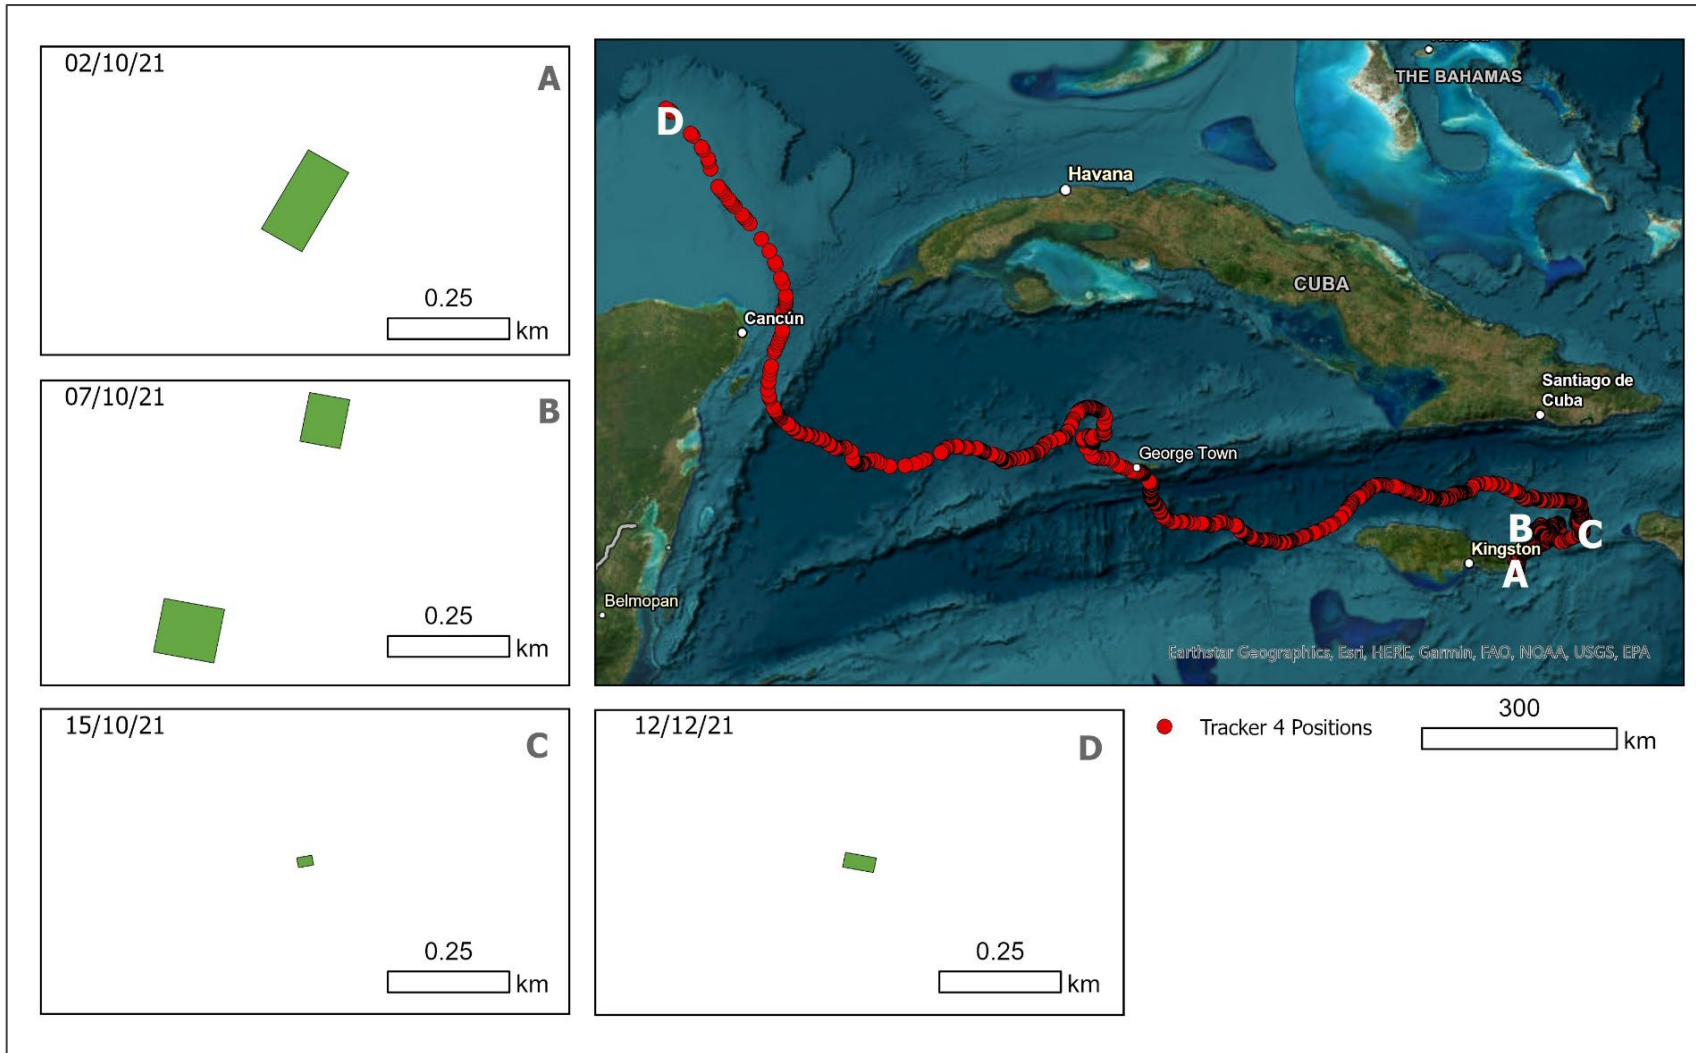 02/10/21
A
0.25
km
07/10/21
B
0.25
km
15/10/21
C
0.25
km
12/12/21
D
0.25
km
THE BAHAMAS
D
Havana
CUBA
Cancún
Santiago de
Cuba
George Town
B
C
Kingston
A
Belmopan
Earthstar Geographics, Esri, HERE, Garmin, FAO, NOAA, USGS, EPA
Tracker 4 Positions
300
km